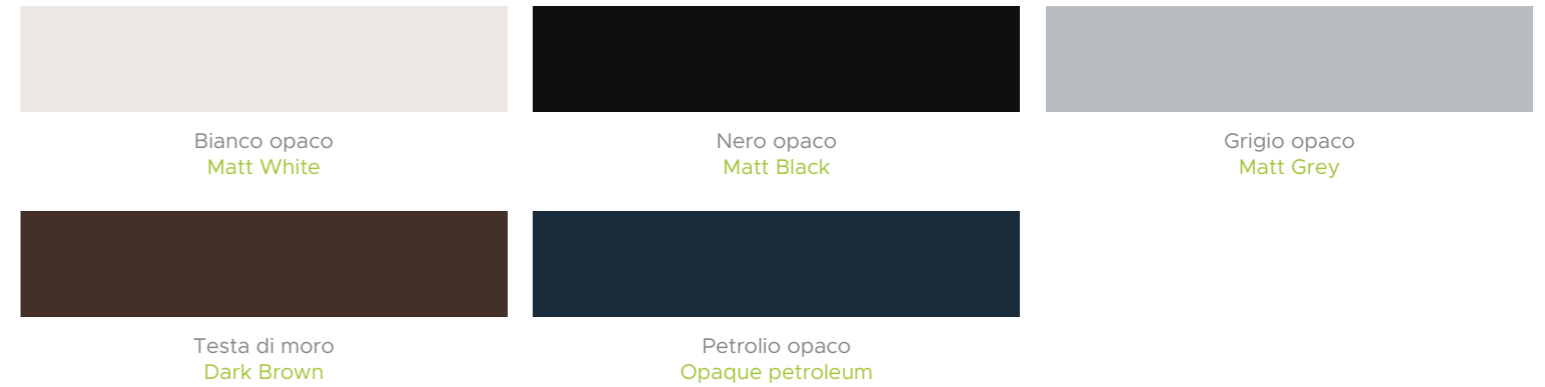 Bianco opaco
Matt White
Nero opaco
Matt Black
Grigio opaco
Matt Grey
Testa di moro
Dark Brown
Petrolio opaco
Opaque petroleum